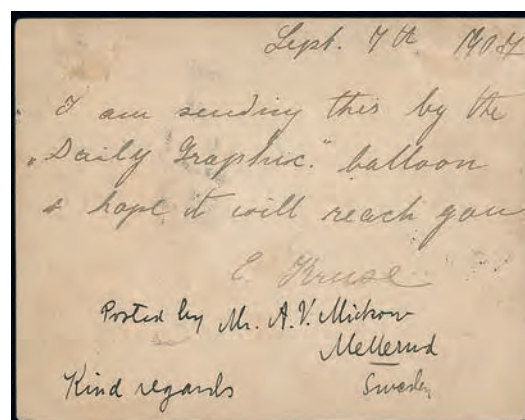 Sept. 7th 1907
I am sending this by the
„Daily Graphic." balloon
& hope it will reach you
E. Kruse
Posted by Mr. A.V. Mickow
Mellerud
Sweden
Kind regards